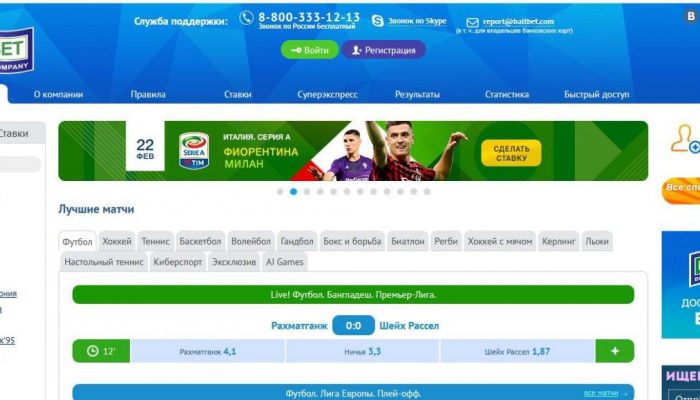 Служба поддержки:
8-800-333-12-13
Звонок по России бесплатный
Звонок по Skype
report@baltbet.com
(в т. ч. для владельцев банковских карт)
В
Войти
Регистрация
BET
COMPANY
О компании
Правила
Ставки
Суперэкспресс
Результаты
Статистика
Быстрый доступ
Ставки
22
ФЕВ
SERIE A
TIM
ИТАЛИЯ. СЕРИЯ А
ФИОРЕНТИНА
МИЛАН
Mediacom
СДЕЛАТЬ
СТАВКУ
Все спе
Лучшие матчи
Футбол
Хоккей
Теннис
Баскетбол
Волейбол
Гандбол
Бокс и борьба
Биатлон
Регби
Хоккей с мячом
Керлинг
Лыжи
Настольный теннис
Киберспорт
Эксклюзив
AI Games
Live! Футбол. Бангладеш. Премьер-Лига.
Рахматганж
0:0
Шейх Рассел
12'
Рахматганж 4,1
Ничья 3,3
Шейх Рассел 1,87
+
Футбол. Лига Европы. Плей-офф.
все матчи
ония
к'95
ДОС
ИЩЕ